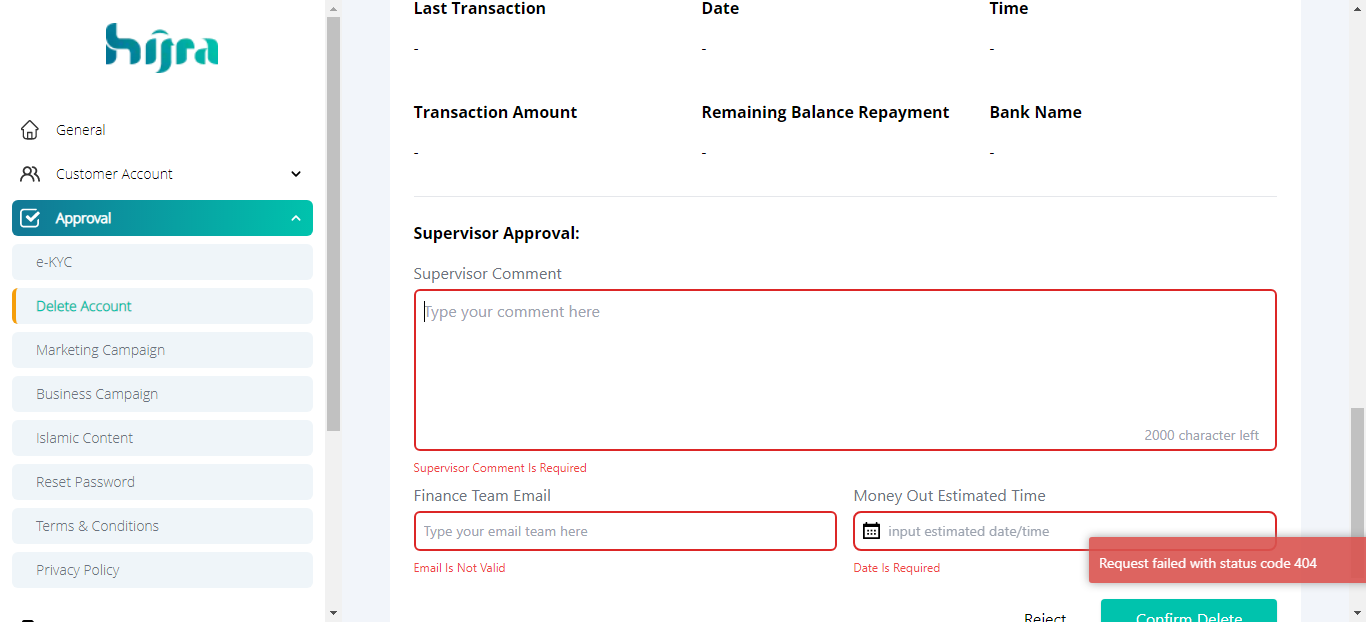 hijra
General
Customer Account
Approval
e-KYC
Delete Account
Marketing Campaign
Business Campaign
Islamic Content
Reset Password
Terms & Conditions
Privacy Policy
Last Transaction Date Time
- - -
Transaction Amount Remaining Balance Repayment Bank Name
- - -
Supervisor Approval:
Supervisor Comment
Type your comment here
2000 character left
Supervisor Comment Is Required
Finance Team Email Money Out Estimated Time
Type your email team here input estimated date/time
Email Is Not Valid Date Is Required
Request failed with status code 404
Reject Confirm Delete